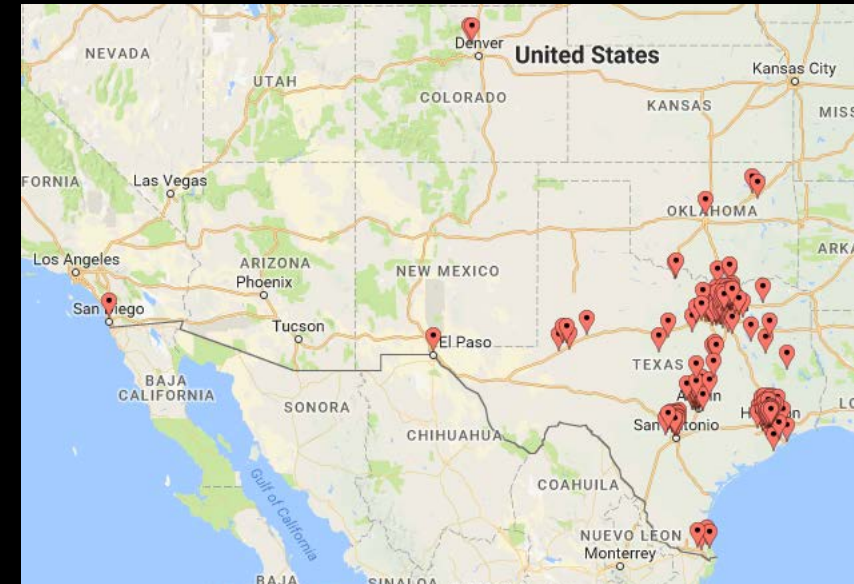 NEVADA
Denver
United States
Kansas City
UTAH
COLORADO
KANSAS
MISS
FORNIA
Las Vegas
OKLAHOMA
Los Angeles
ARIZONA
NEW MEXICO
ARKA
Phoenix
San Diego
Tucson
El Paso
TEXAS
BAJA
CALIFORNIA
SONORA
LO
San Antonio
CHIHUAHUA
COAHUILA
Gulf of California
NUEVO LEON
Monterrey
BAJA
SINALOA